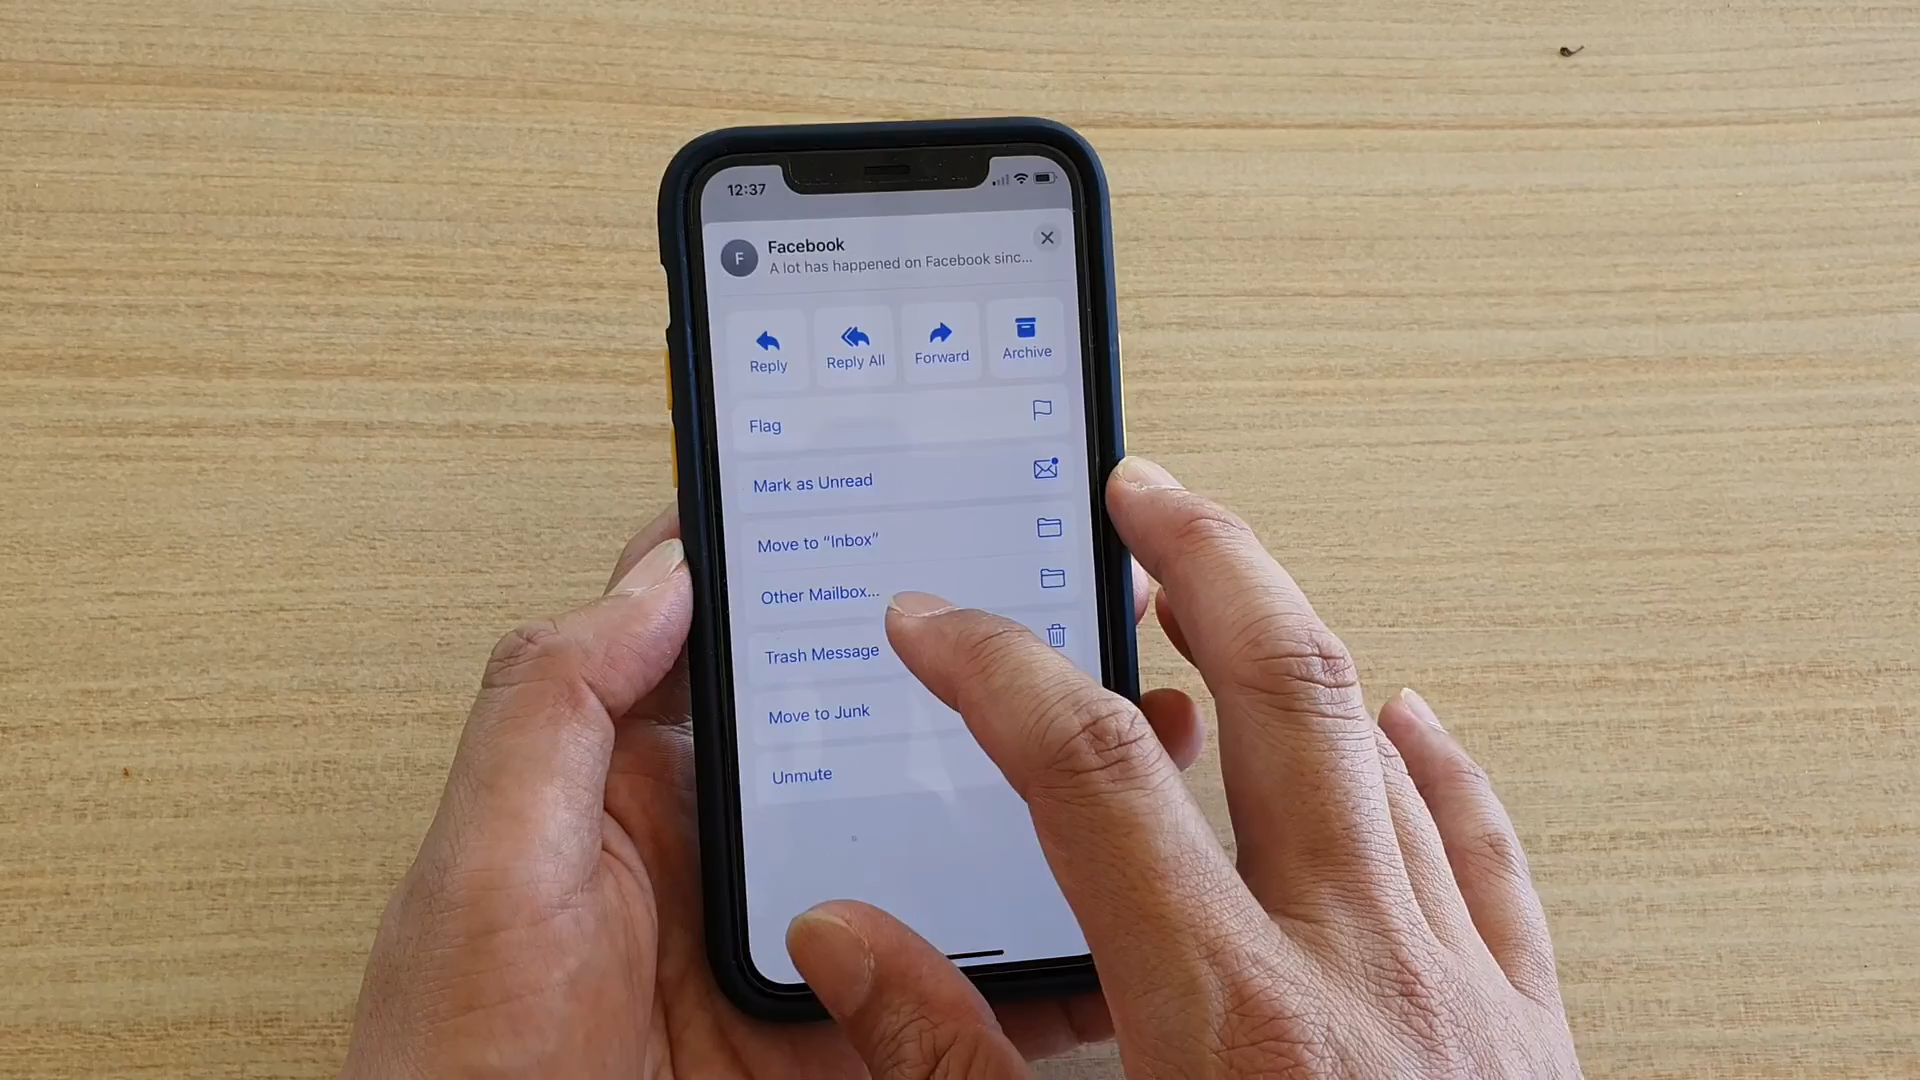 12:37
F
Facebook
A lot has happened on Facebook sinc...
Reply
Reply All
Forward
Archive
Flag
Mark as Unread
Move to “Inbox”
Other Mailbox...
Trash Message
Move to Junk
Unmute